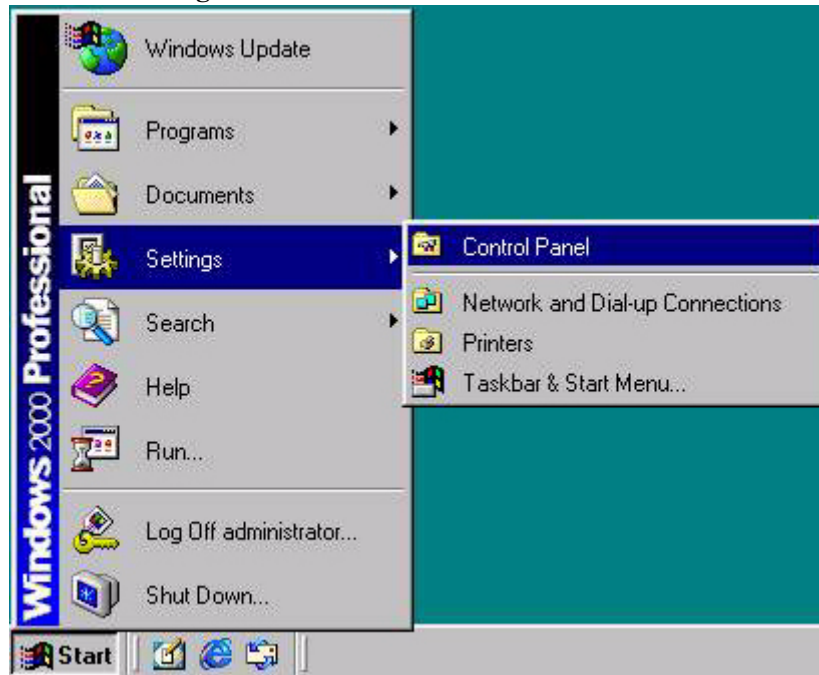 Windows Update
Programs
Documents
Settings
Search
Help
Run...
Log Off administrator...
Shut Down...
Windows 2000 Professional
Control Panel
Network and Dial-up Connections
Printers
Taskbar & Start Menu...
Start